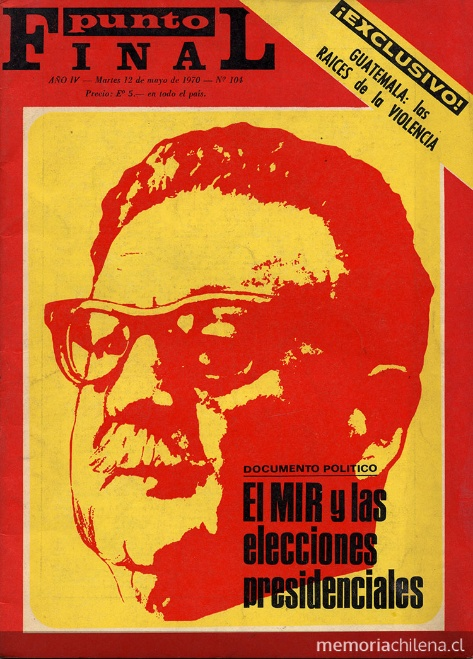 punto
FINAL
AÑO IV — Martes 12 de mayo de 1970 — Nº 104
Precio: Eº 5.— en todo el país.
¡EXCLUSIVO!
GUATEMALA: las
RAICES de la VIOLENCIA
DOCUMENTO POLITICO
El MIR y las
elecciones
presidenciales
memoriachilena.cl